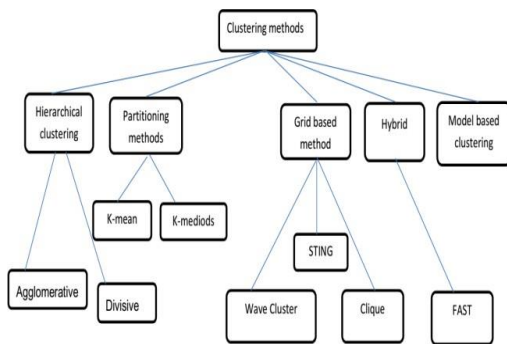 Clustering methods
Hierarchical
clustering
Partitioning
methods
Grid based
method
Hybrid
Model based
clustering
K-mean
K-mediods
STING
Agglomerative
Divisive
Wave Cluster
Clique
FAST